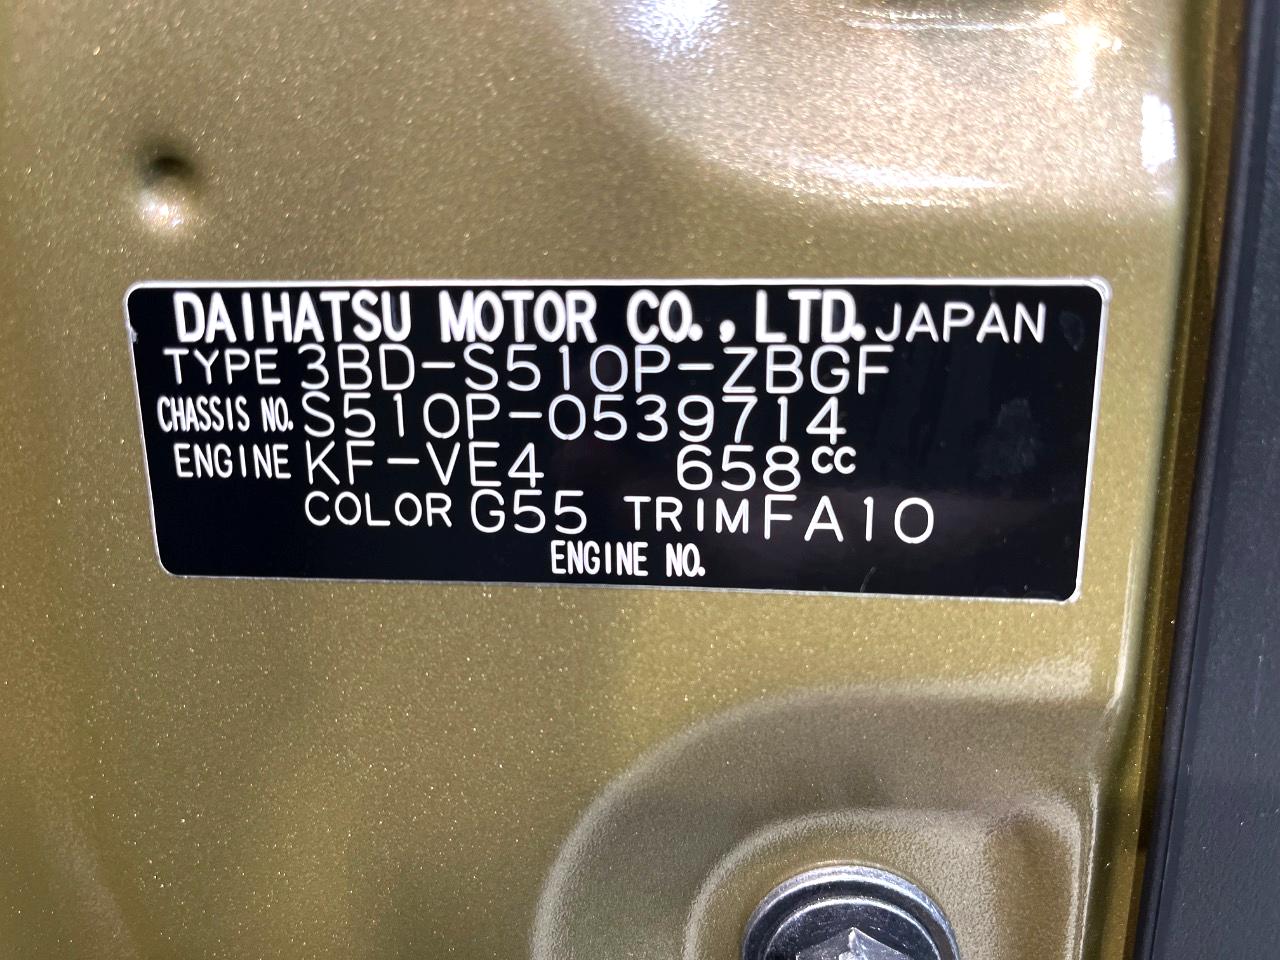 DAIHATSU MOTOR CO.,LTD. JAPAN
TYPE 3BD-S510P-ZBGF
CHASSIS NO. S510P-0539714
ENGINE KF-VE4 658cc
COLOR G55 TRIM FA10
ENGINE NO.